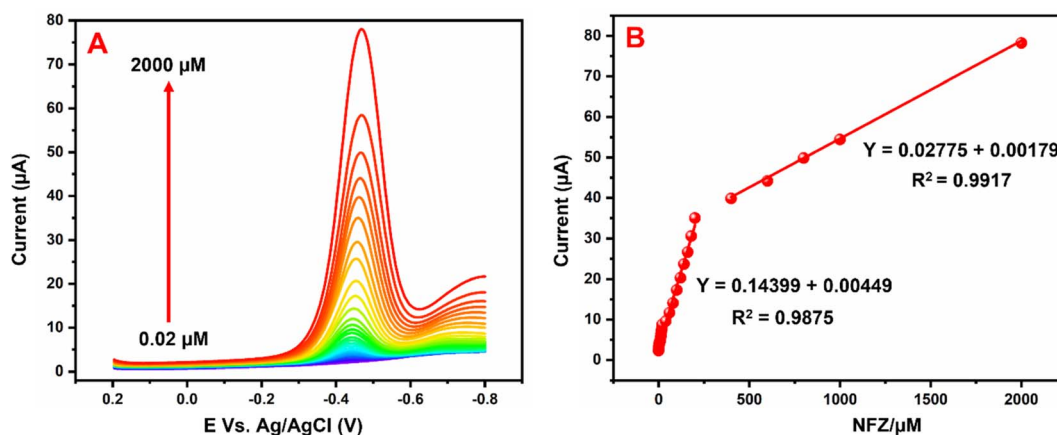 A
80
70
60
50
40
30
20
10
0
Current (µA)
2000 µM
0.02 µM
0.2 0.0 -0.2 -0.4 -0.6 -0.8
E Vs. Ag/AgCl (V)
B
80
70
60
50
40
30
20
10
0
Current (µA)
Y = 0.02775 + 0.00179
R² = 0.9917
Y = 0.14399 + 0.00449
R² = 0.9875
0 500 1000 1500 2000
NFZ/µM